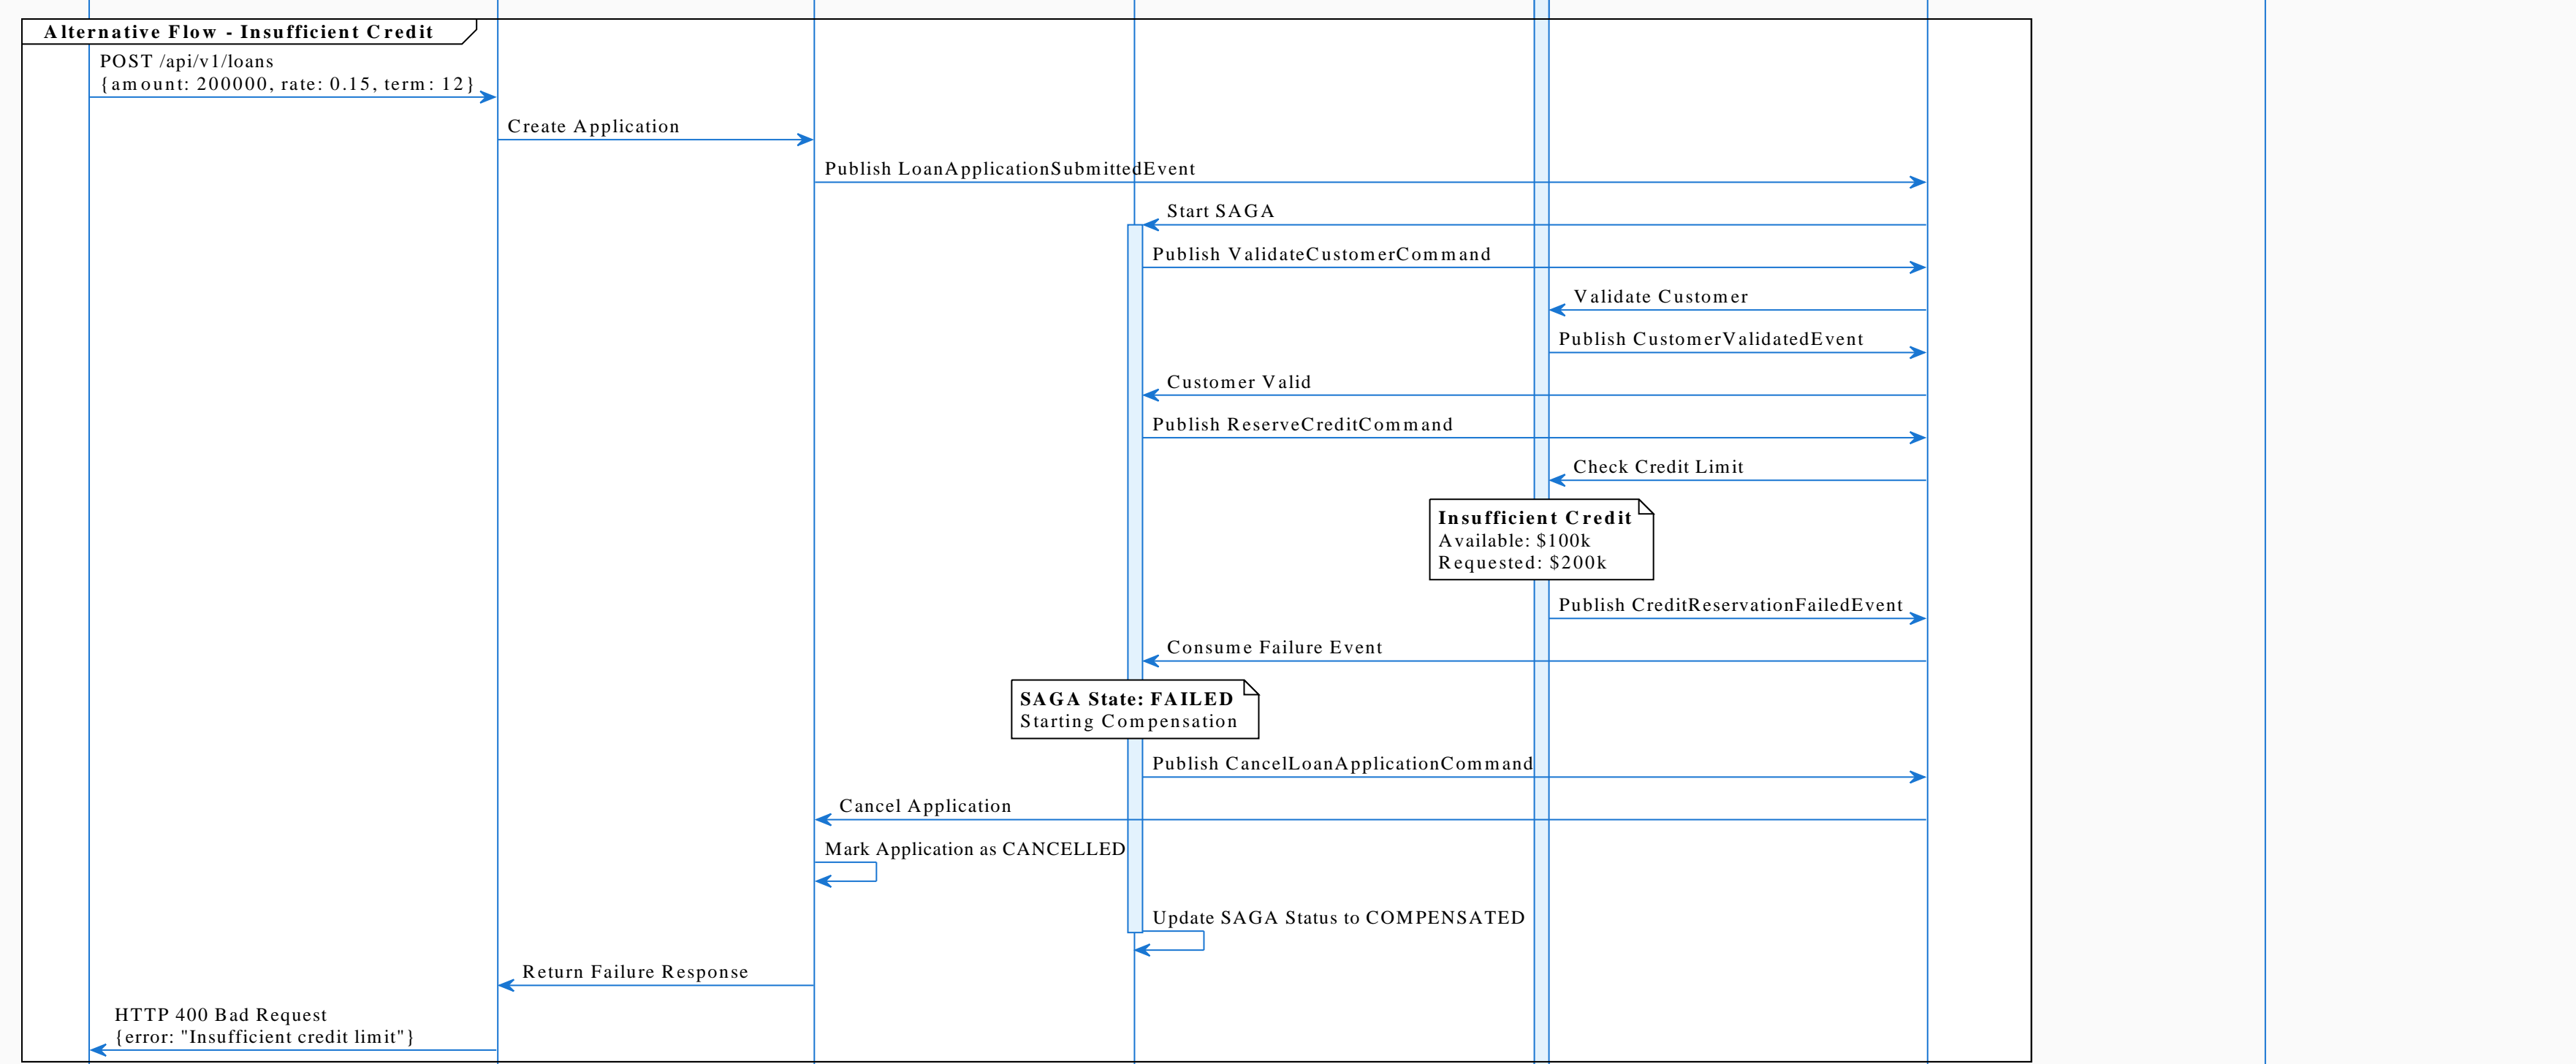 Alternative Flow - Insufficient Credit
POST /api/v1/loans
{amount: 200000, rate: 0.15, term: 12}
Create Application
Publish LoanApplicationSubmittedEvent
Start SAGA
Publish ValidateCustomerCommand
Validate Customer
Publish CustomerValidatedEvent
Customer Valid
Publish ReserveCreditCommand
Check Credit Limit
Insufficient Credit
Available: $100k
Requested: $200k
Publish CreditReservationFailedEvent
Consume Failure Event
SAGA State: FAILED
Starting Compensation
Publish CancelLoanApplicationCommand
Cancel Application
Mark Application as CANCELLED
Update SAGA Status to COMPENSATED
Return Failure Response
HTTP 400 Bad Request
{error: "Insufficient credit limit"}